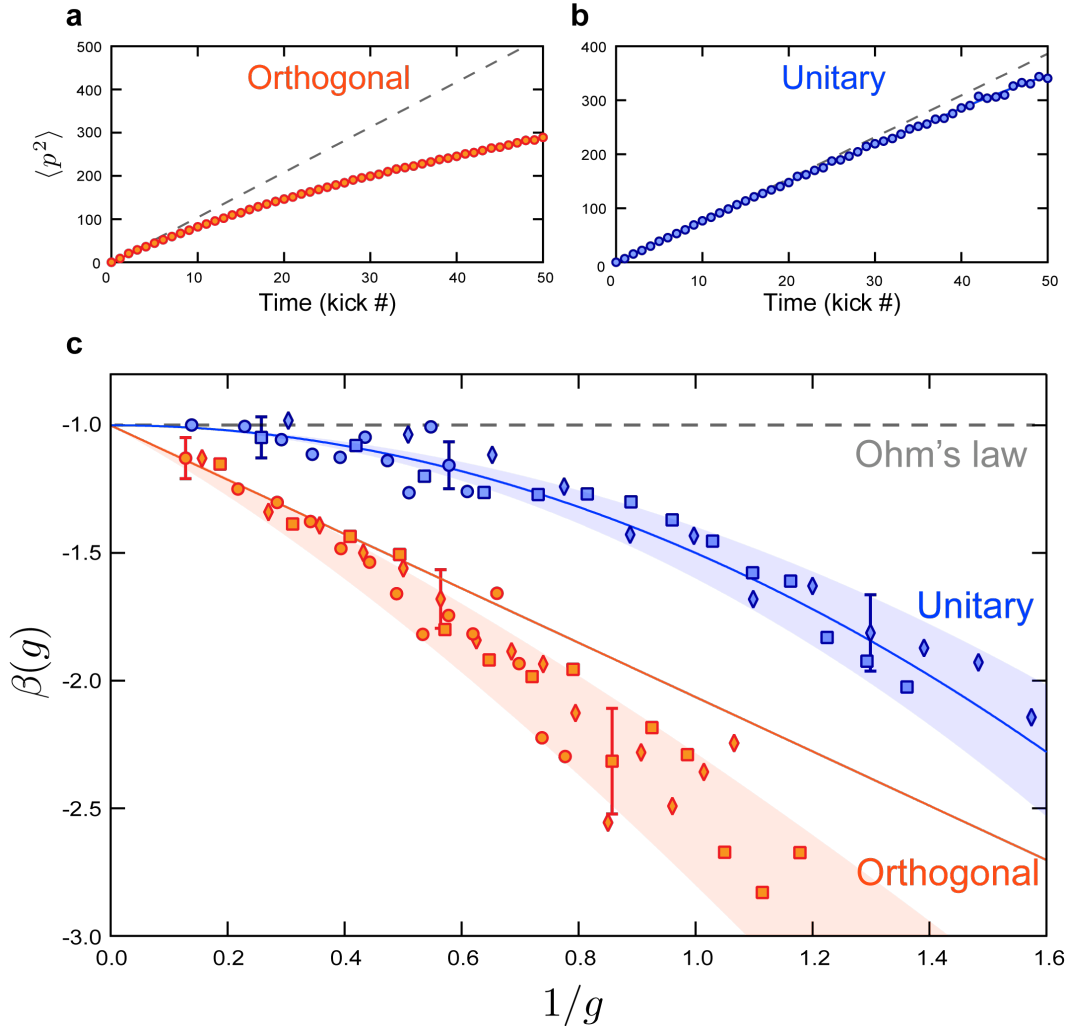 a
Orthogonal
⟨p²⟩
500
400
300
200
100
0
0
10
20
30
40
50
Time (kick #)
b
Unitary
400
300
200
100
0
0
10
20
30
40
50
Time (kick #)
c
Ohm's law
Unitary
Orthogonal
β(g)
-1.0
-1.5
-2.0
-2.5
-3.0
0.0
0.2
0.4
0.6
0.8
1.0
1.2
1.4
1.6
1/g